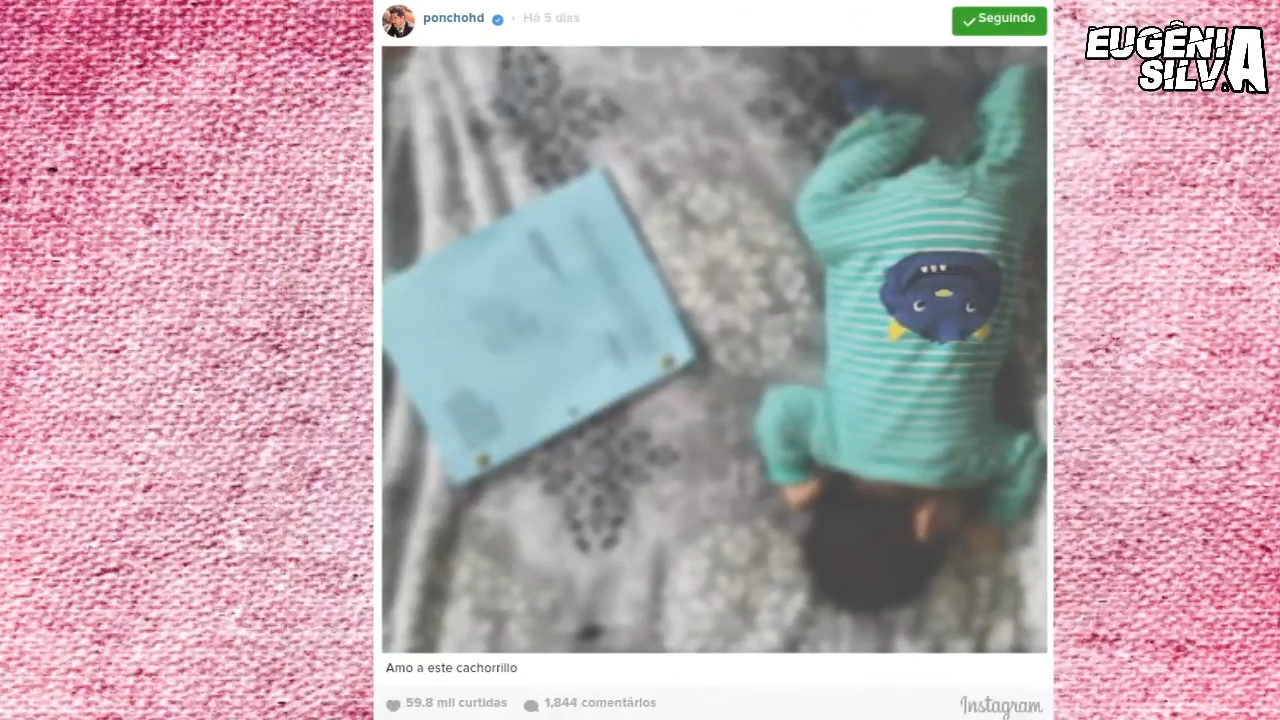 ponchohd • Há 5 dias
Seguindo
EUGÊNIA
SILVA
Amo a este cachorrillo
59.8 mil curtidas 1,844 comentários
Instagram